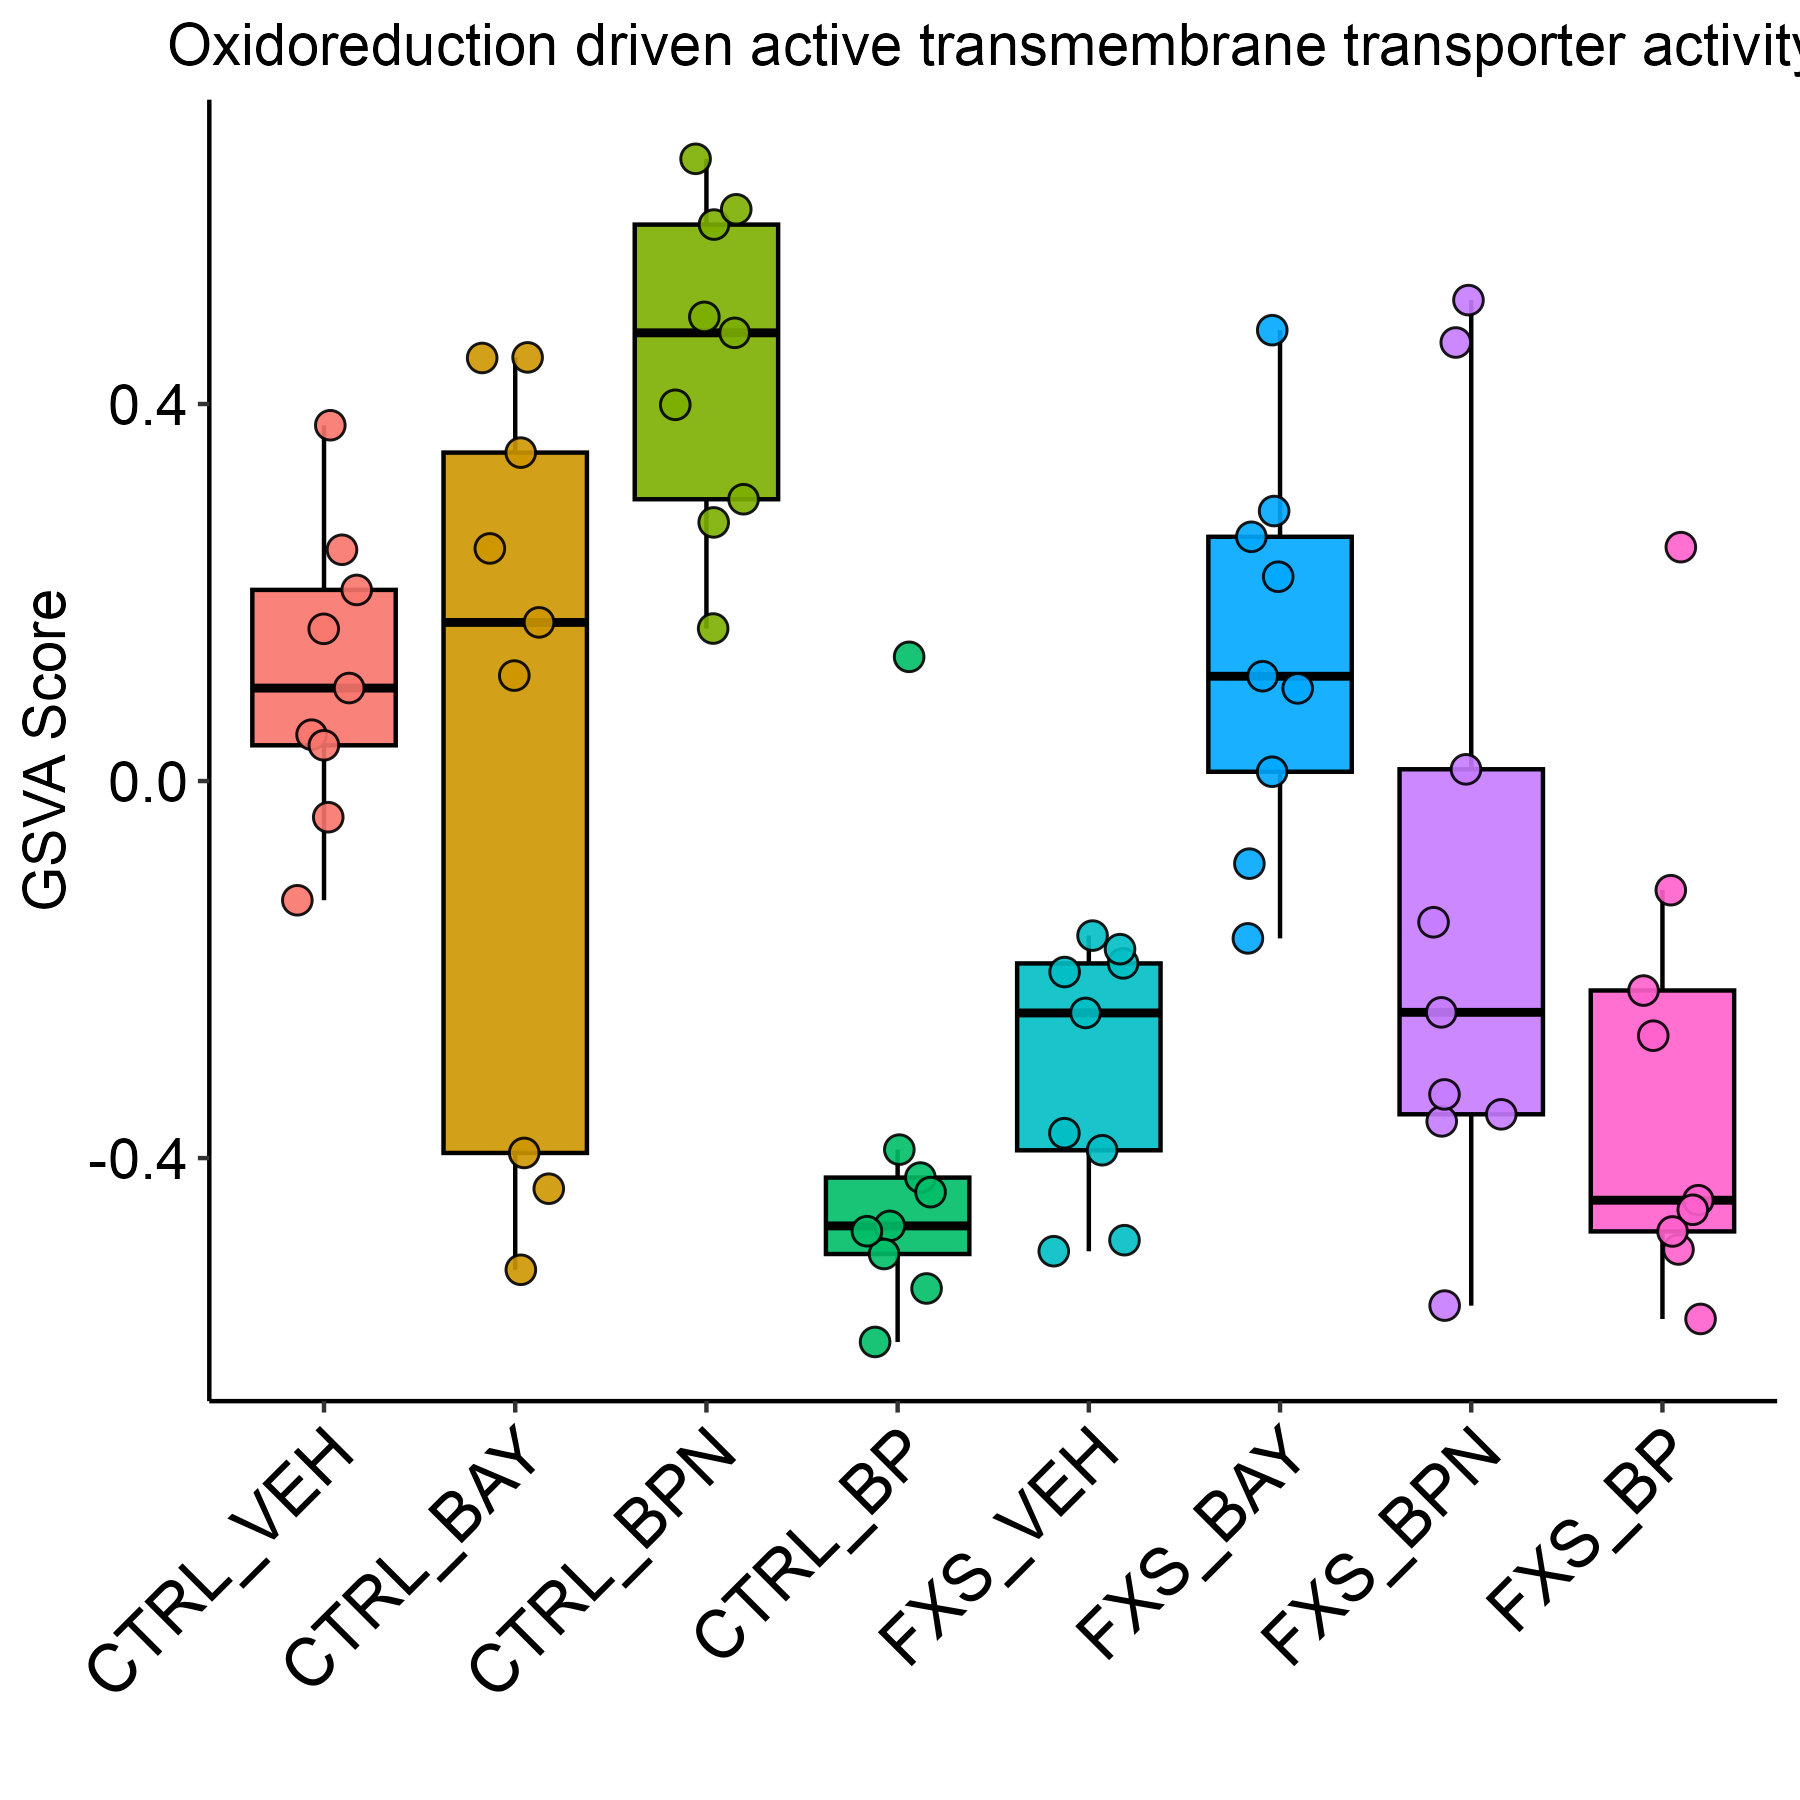 Oxidoreduction driven active transmembrane transporter activity
GSVA Score
0.4
0.0
-0.4
CTRL_VEH
CTRL_BAY
CTRL_BPN
CTRL_BP
FXS_VEH
FXS_BAY
FXS_BPN
FXS_BP